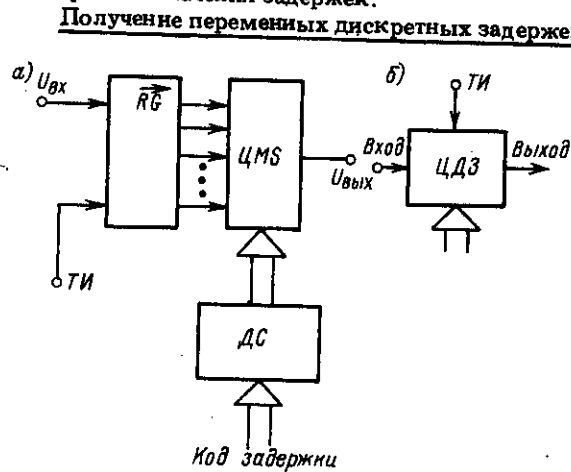 Получение переменных дискретных задерже
а) Uвх
RG
ЦMS
Uвых
ТИ
ДС
Код задержки
б)
ТИ
Вход
ЦДЗ
Выход